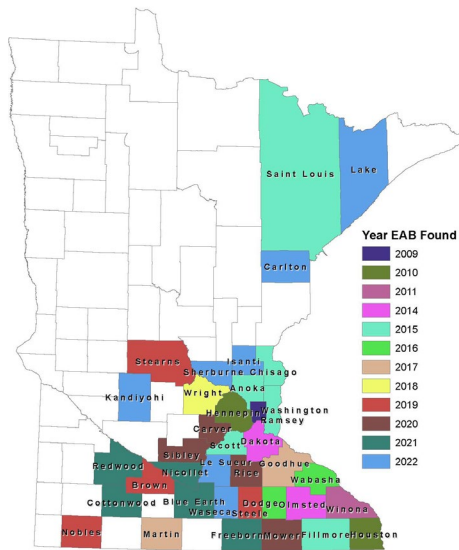 Saint Louis
Lake
Carlton
Year EAB Found
2009
2010
2011
2014
2015
2016
2017
2018
2019
2020
2021
2022
Stearns
Isanti
Sherburne
Chisago
Kandiyohi
Wright
Anoka
Hennepin
Washington
Ramsey
Carver
Scott
Dakota
Sibley
Redwood
Nicollet
Le Sueur
Rice
Goodhue
Wabasha
Brown
Cottonwood
Blue Earth
Waseca
Steele
Dodge
Olmsted
Winona
Nobles
Martin
Freeborn
Mower
Fillmore
Houston